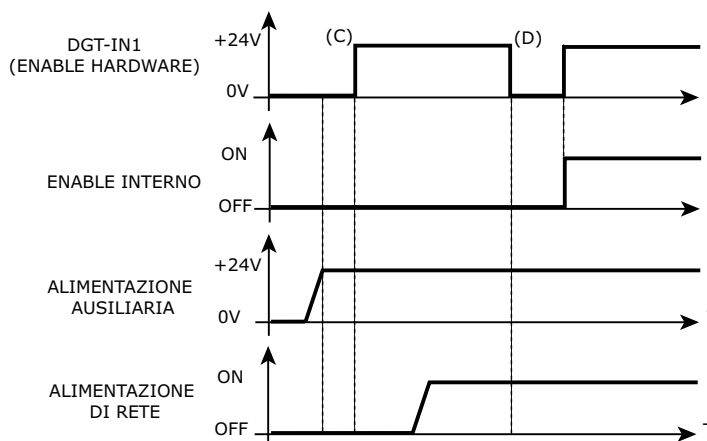 DGT-IN1
(ENABLE HARDWARE)
+24V
0V
(C)
(D)
ENABLE INTERNO
ON
OFF
ALIMENTAZIONE
AUSILIARIA
+24V
0V
ALIMENTAZIONE
DI RETE
ON
OFF